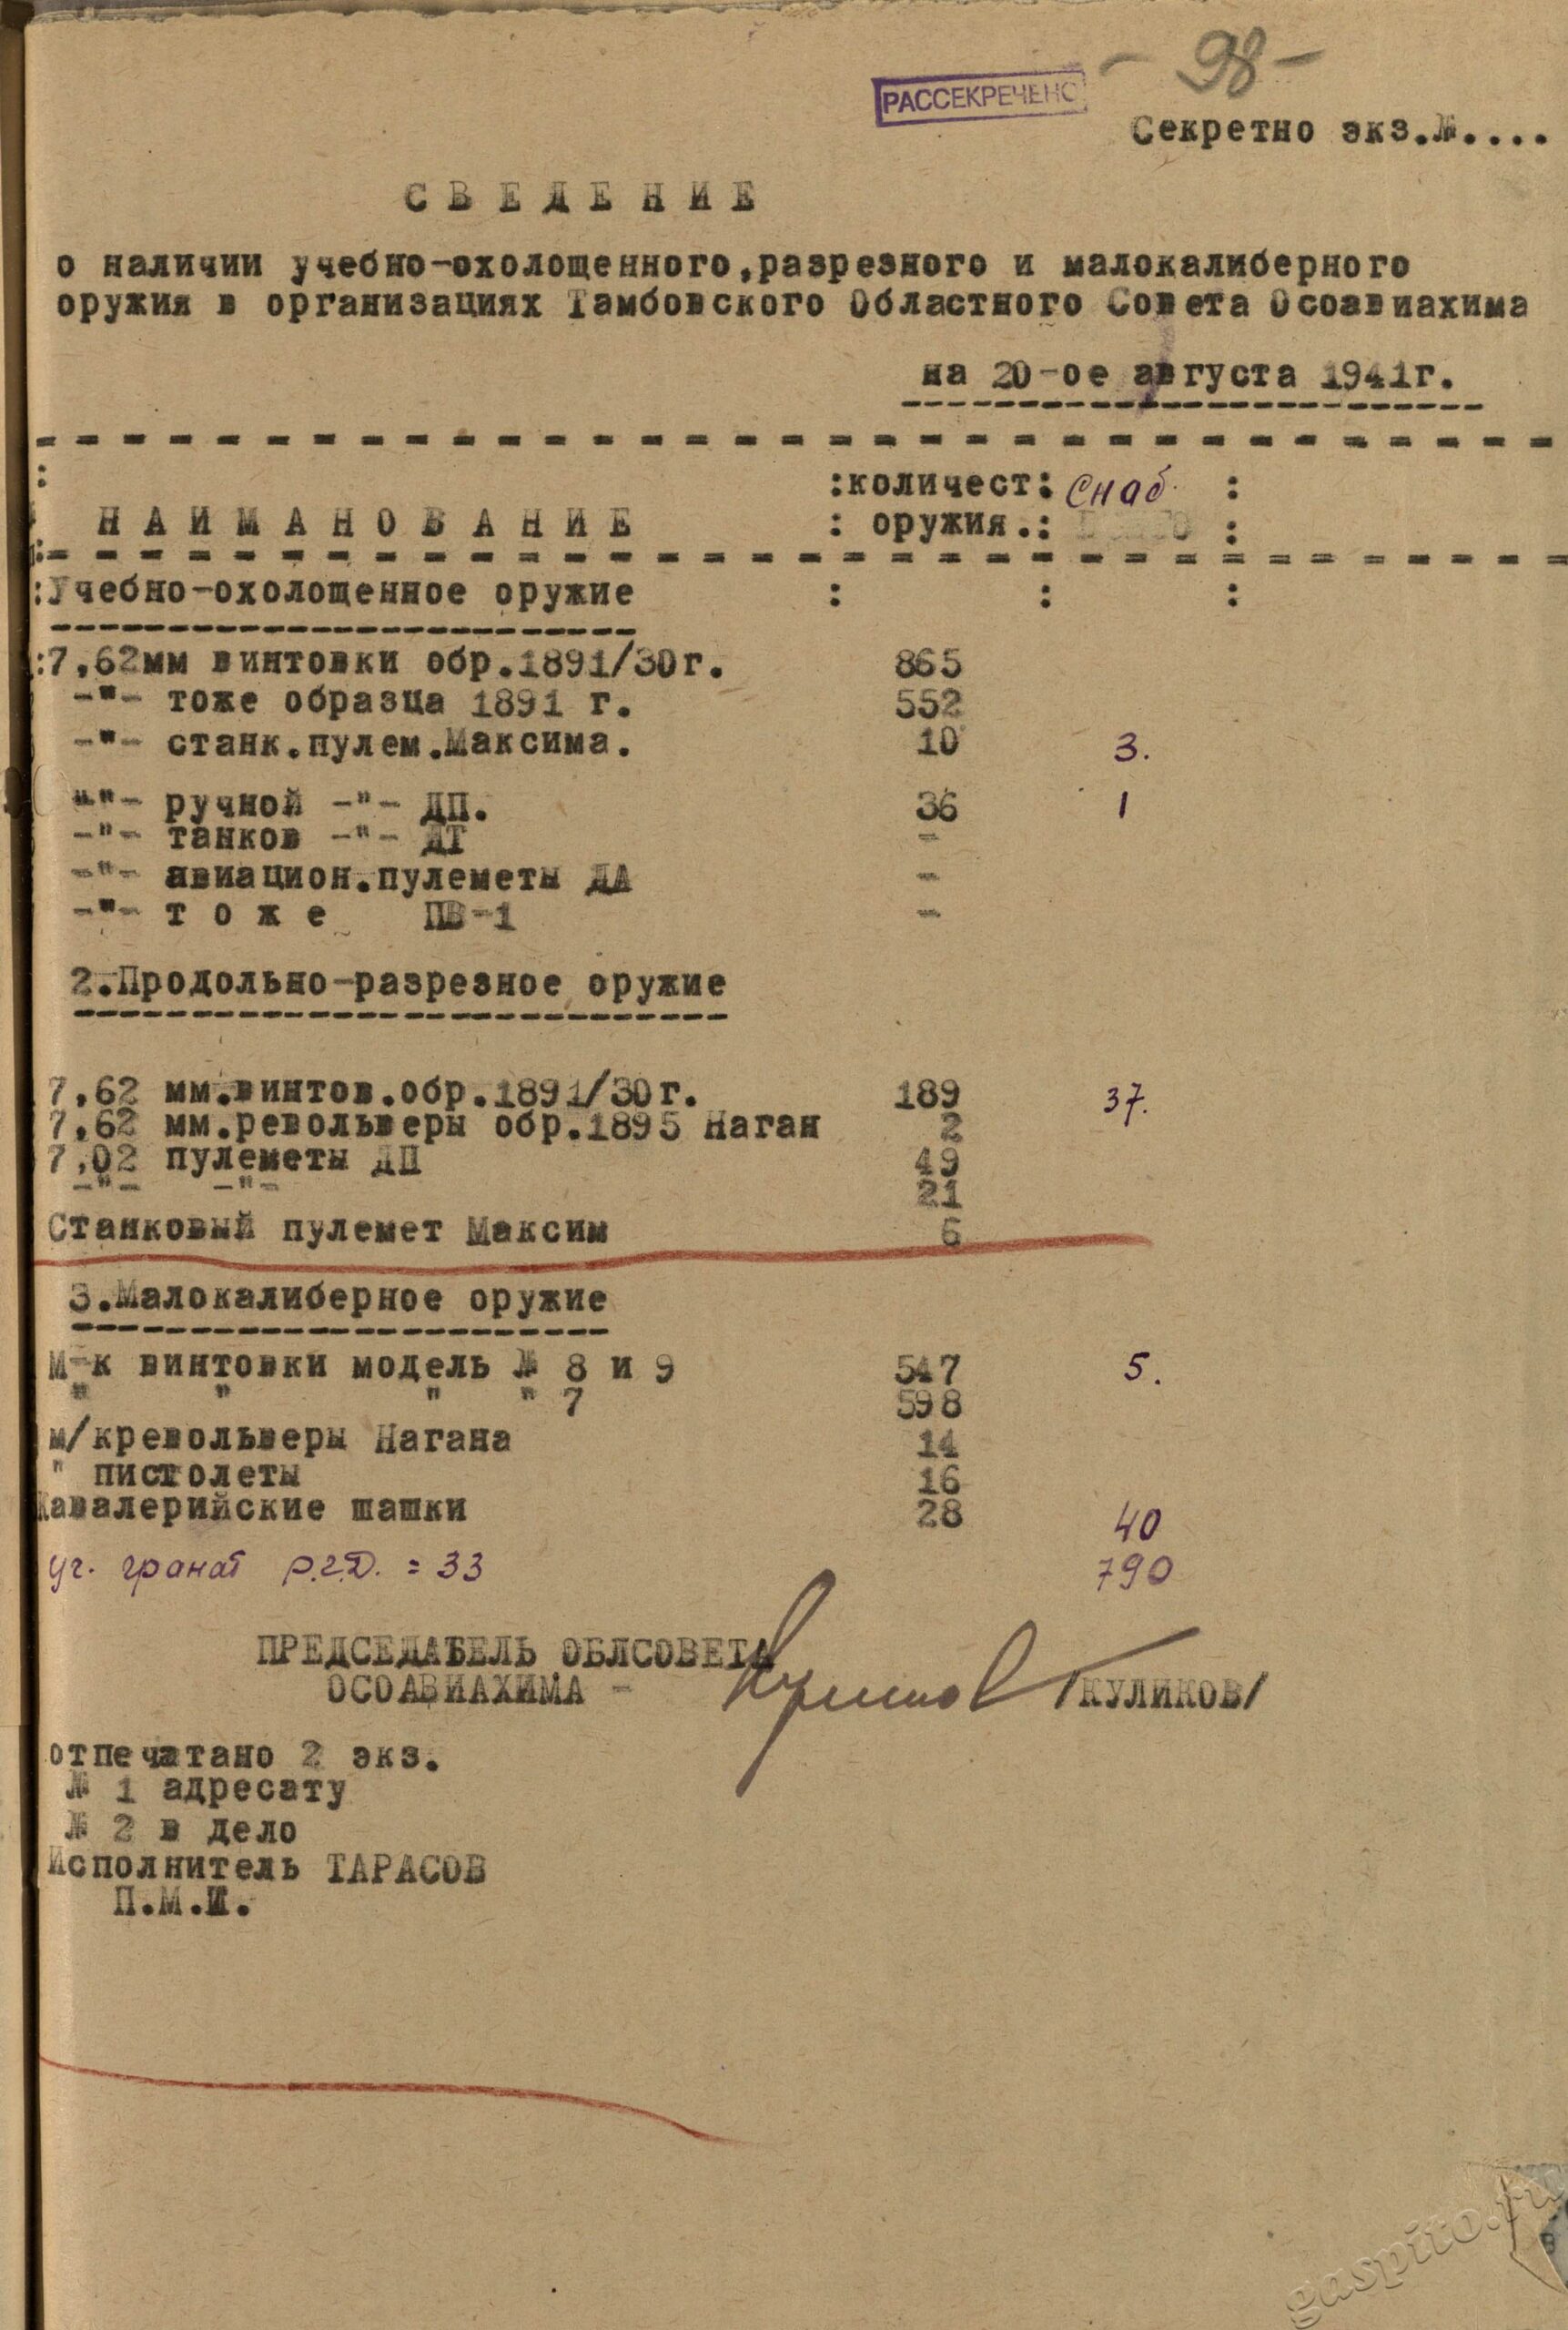 - 98 -
РАССЕКРЕЧЕНО
Секретно экз.№....
СВЕДЕНИЕ
о наличии учебно-охолощенного,разрезного и малокалиберного
оружия в организациях Тамбовского Областного Совета Осоавиахима
на 20-ое августа 1941г.
: :количест: Снаб. :
НАИМАНОВАНИЕ : оружия.: :
:Учебно-охолощенное оружие : : :
:7,62мм винтовки обр.1891/30г. 865
-"- тоже образца 1891 г. 552
-"- станк.пулем.Максима. 10 3.
-"- ручной -"- ДП. 36 1
-"- танков -"- ДТ -
-"- авиацион.пулеметы ДА -
-"- тоже ПВ-1 -
2.Продольно-разрезное оружие
7,62 мм.винтов.обр.1891/30г. 189 37.
7,62 мм.револьверы обр.1895 Наган 2
7,02 пулеметы ДП 49
-"- -"- 21
Станковый пулемет Максим 6
3.Малокалиберное оружие
М-к винтовки модель № 8 и 9 547 5.
" " " " 7 598
м/кревольверы Нагана 14
" пистолеты 16
Кавалерийские шашки 28 40
уч. гранат Р.Г.Д. = 33 790
ПРЕДСЕДАТЕЛЬ ОБЛСОВЕТА
ОСОАВИАХИМА - Куликов /КУЛИКОВ/
отпечатано 2 экз.
№ 1 адресату
№ 2 в дело
Исполнитель ТАРАСОВ
П.М.И.
gaspito.ru